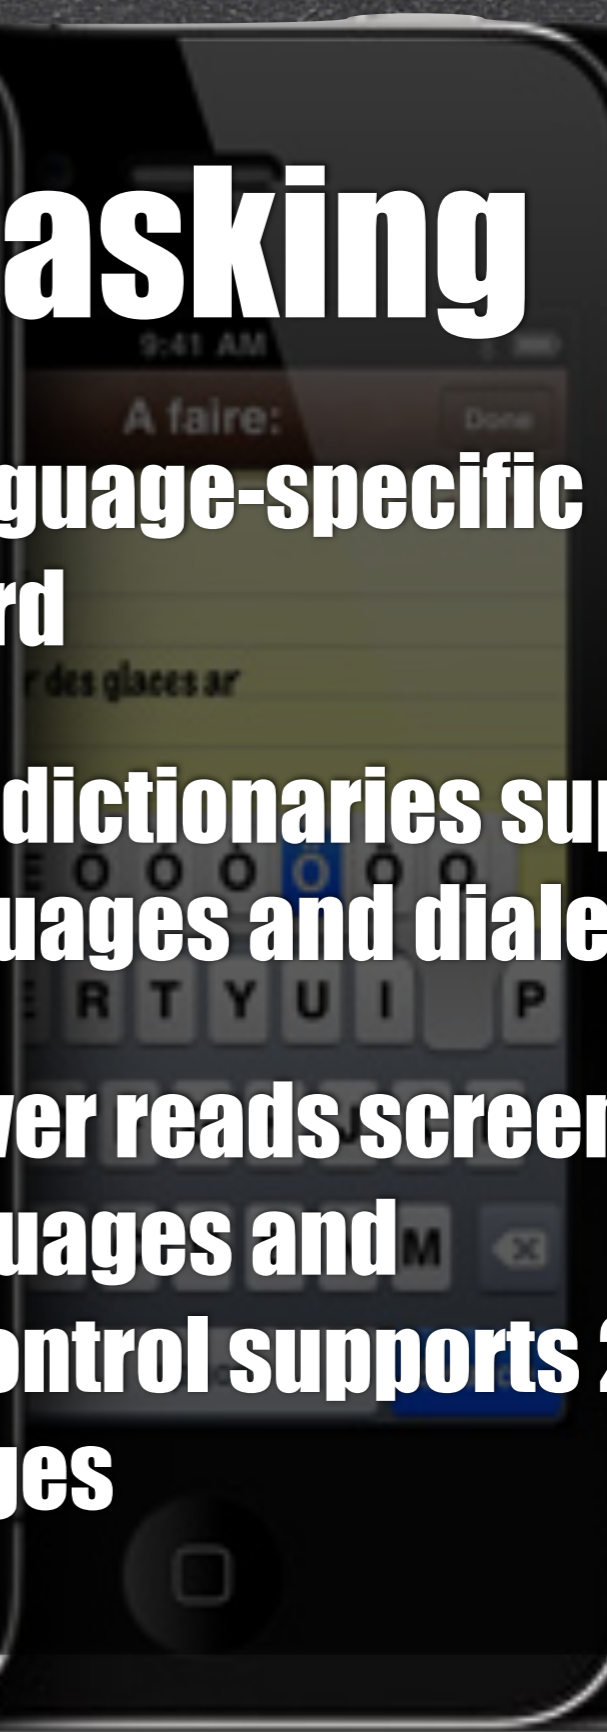 asking
9:41 AM
A faire: Done
guage-specific
rd
r des glaces ar
dictionaries sup
uages and diale
R T Y U I P
ver reads screen
uages and
M
ontrol supports 2
ges